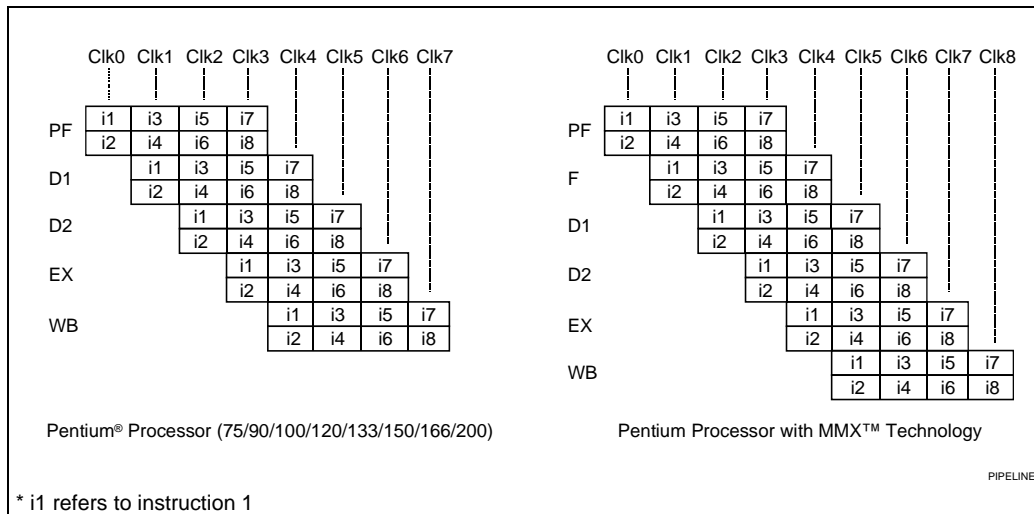 Clk0 Clk1 Clk2 Clk3 Clk4 Clk5 Clk6 Clk7
PF i1 i3 i5 i7
i2 i4 i6 i8
D1 i1 i3 i5 i7
i2 i4 i6 i8
D2 i1 i3 i5 i7
i2 i4 i6 i8
EX i1 i3 i5 i7
i2 i4 i6 i8
WB i1 i3 i5 i7
i2 i4 i6 i8
Pentium® Processor (75/90/100/120/133/150/166/200)
Clk0 Clk1 Clk2 Clk3 Clk4 Clk5 Clk6 Clk7 Clk8
PF i1 i3 i5 i7
i2 i4 i6 i8
F i1 i3 i5 i7
i2 i4 i6 i8
D1 i1 i3 i5 i7
i2 i4 i6 i8
D2 i1 i3 i5 i7
i2 i4 i6 i8
EX i1 i3 i5 i7
i2 i4 i6 i8
WB i1 i3 i5 i7
i2 i4 i6 i8
Pentium Processor with MMX™ Technology
PIPELINE
* i1 refers to instruction 1